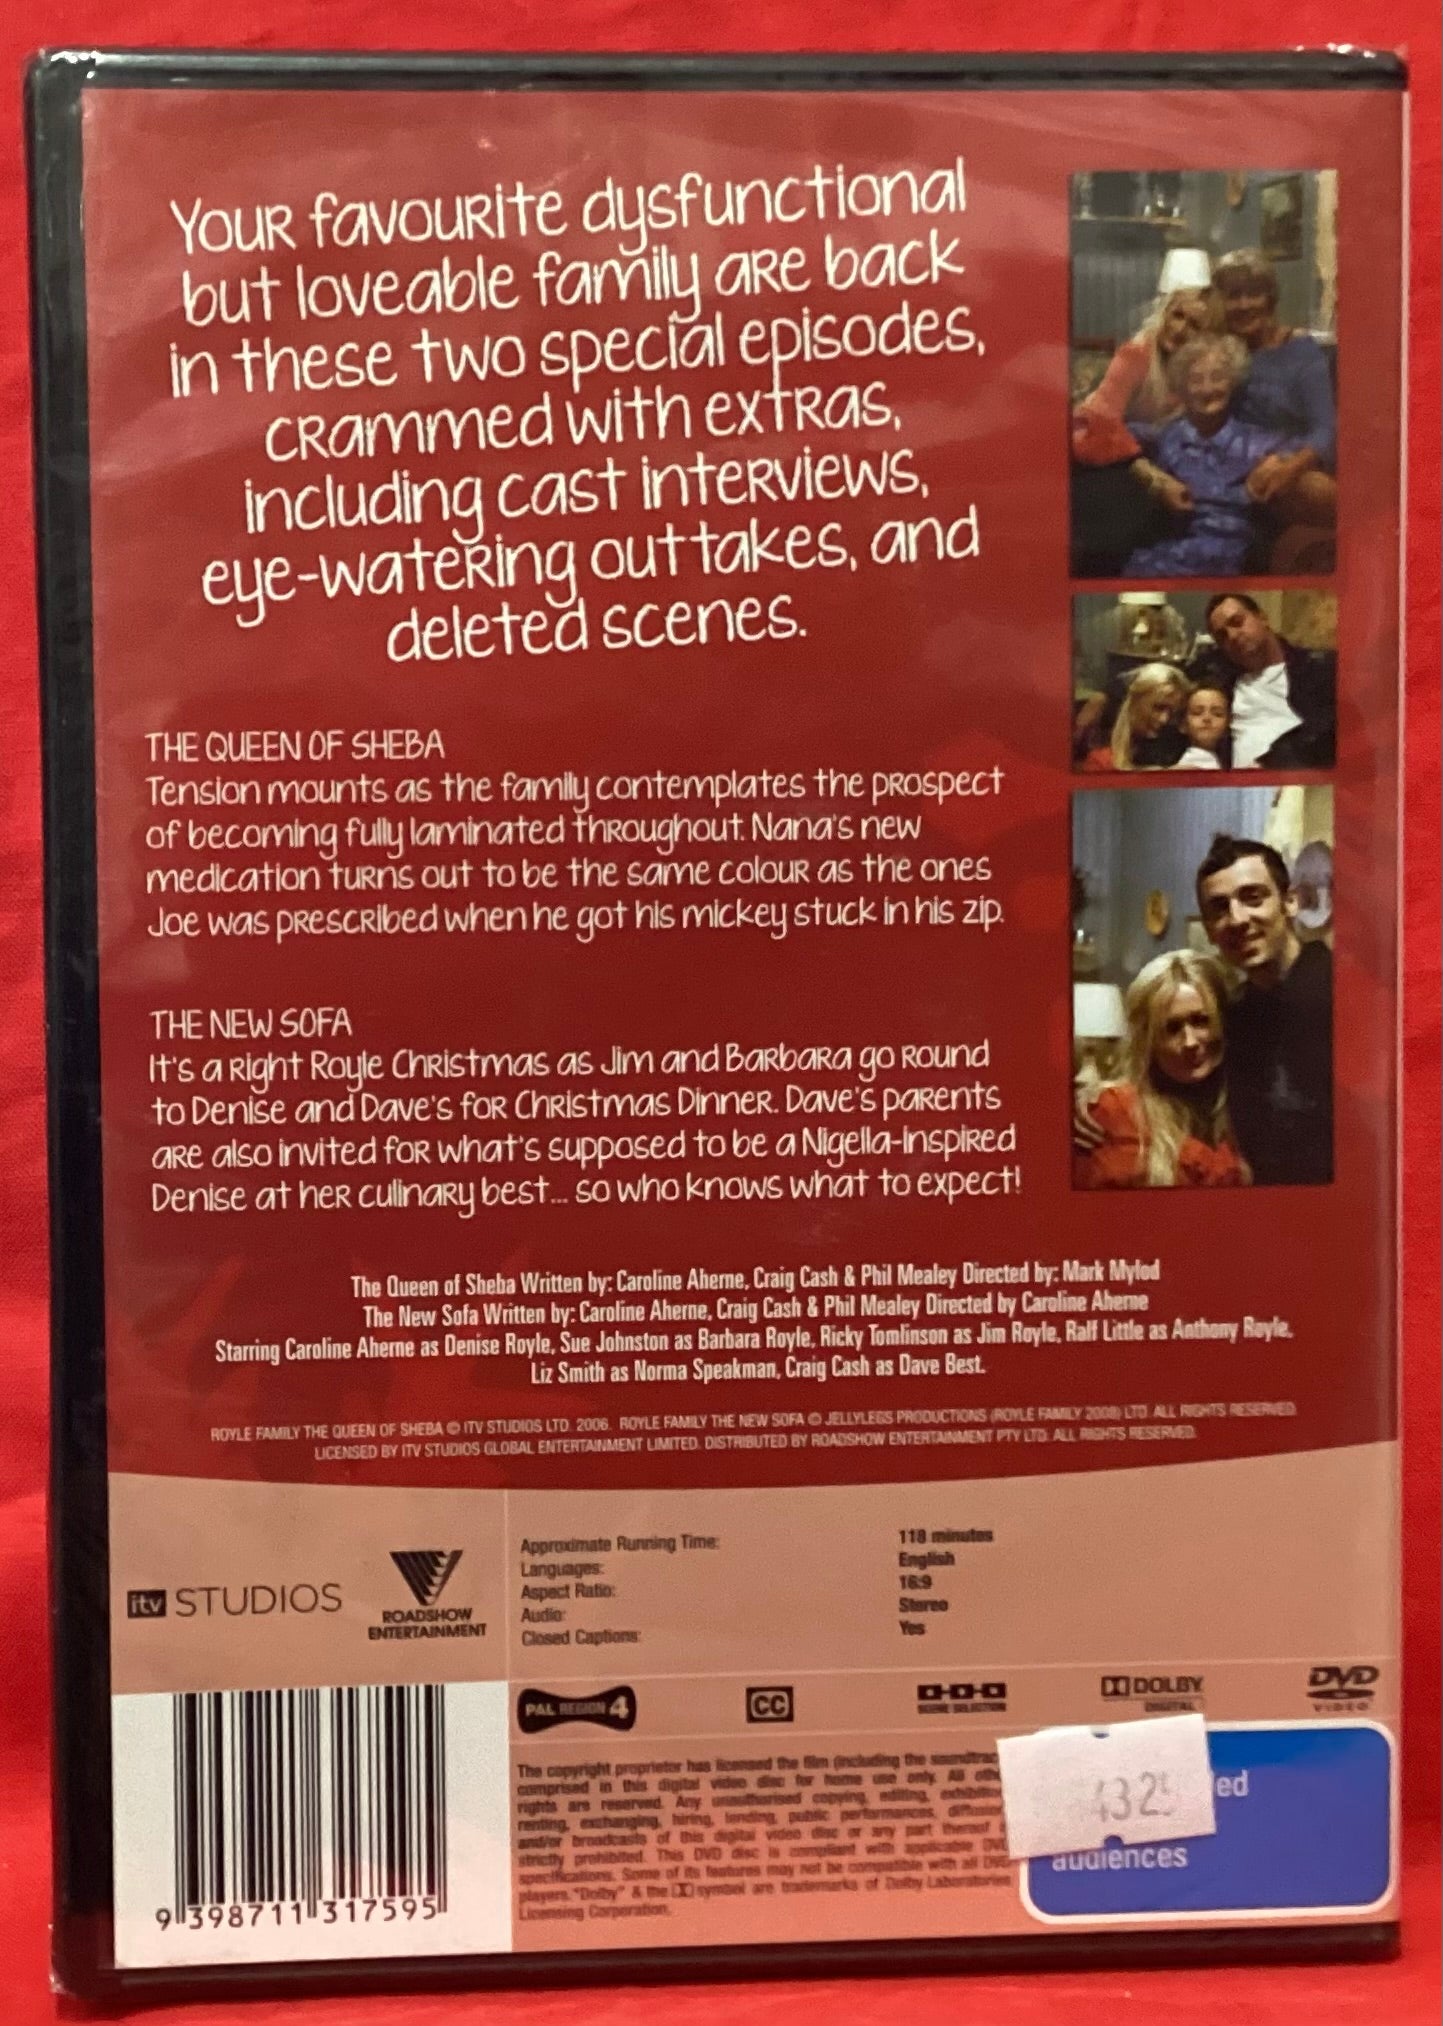 Your favourite dysfunctional
but loveable family are back
in these two special episodes,
crammed with extras,
including cast interviews,
eye-watering outtakes, and
deleted scenes.
THE QUEEN OF SHEBA
Tension mounts as the family contemplates the prospect
of becoming fully laminated throughout. Nana's new
medication turns out to be the same colour as the ones
Joe was prescribed when he got his mickey stuck in his zip.
THE NEW SOFA
It's a right Royle Christmas as Jim and Barbara go round
to Denise and Dave's for Christmas Dinner. Dave's parents
are also invited for what's supposed to be a Nigella-inspired
Denise at her culinary best... so who knows what to expect!
The Queen of Sheba Written by: Caroline Aherne, Craig Cash & Phil Mealey Directed by: Mark Mylod
The New Sofa Written by: Caroline Aherne, Craig Cash & Phil Mealey Directed by Caroline Aherne
Starring Caroline Aherne as Denise Royle, Sue Johnston as Barbara Royle, Ricky Tomlinson as Jim Royle, Ralf Little as Anthony Royle,
Liz Smith as Norma Speakman, Craig Cash as Dave Best.
ROYLE FAMILY THE QUEEN OF SHEBA © ITV STUDIOS LTD. 2006. ROYLE FAMILY THE NEW SOFA © JELLYLEGS PRODUCTIONS (ROYLE FAMILY 2008) LTD. ALL RIGHTS RESERVED.
LICENSED BY ITV STUDIOS GLOBAL ENTERTAINMENT LIMITED. DISTRIBUTED BY ROADSHOW ENTERTAINMENT PTY LTD. ALL RIGHTS RESERVED.
itv STUDIOS
ROADSHOW
ENTERTAINMENT
Approximate Running Time: 118 minutes
Languages: English
Aspect Ratio: 16:9
Audio: Stereo
Closed Captions: Yes
PAL REGION 4
CC
SCENE SELECTION
DOLBY
DIGITAL
DVD
VIDEO
The copyright proprietor has licensed the film (including the soundtrac
comprised in this digital video disc for home use only. All othe
rights are reserved. Any unauthorised copying, editing, exhibition
renting, exchanging, hiring, lending, public performances, diffusion
and/or broadcasts of this digital video disc or any part thereof
strictly prohibited. This DVD disc is compliant with applicable DVD
specifications. Some of its features may not be compatible with all DVD
players. "Dolby" & the symbol are trademarks of Dolby Laboratories
Licensing Corporation.
ed
audiences
9 398711 317595